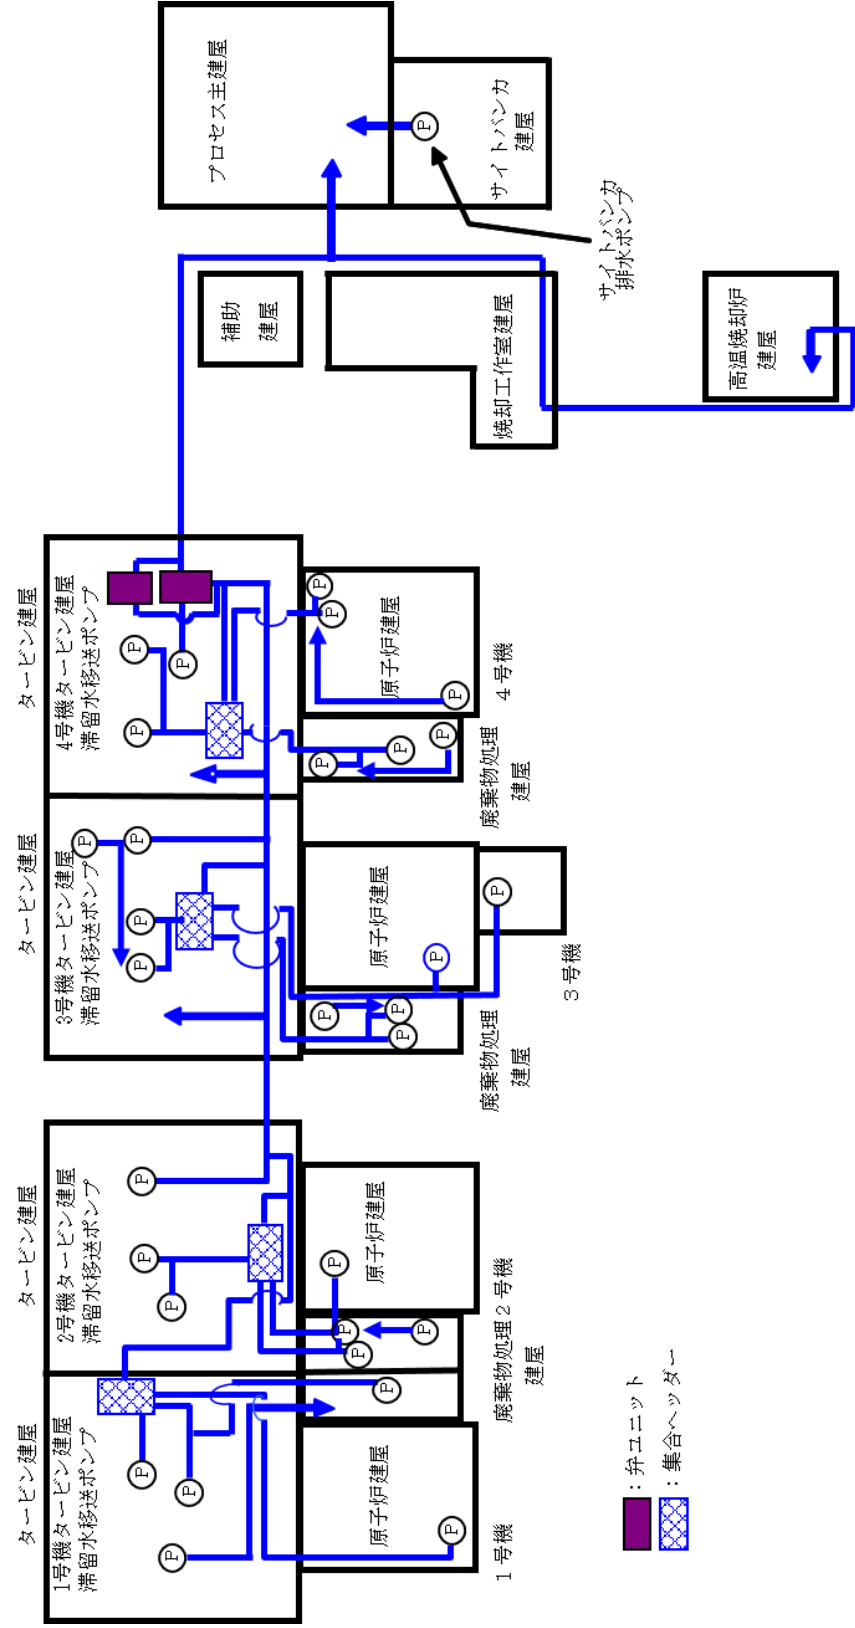 タービン建屋
1号機タービン建屋
滞留水移送ポンプ
P
P
P
原子炉建屋
P
P
1号機
タービン建屋
2号機タービン建屋
滞留水移送ポンプ
P
P
P
原子炉建屋
P
P
P
P
廃棄物処理
建屋
2号機
タービン建屋
3号機タービン建屋
滞留水移送ポンプ
P
P
P
P
原子炉建屋
P
P
P
P
P
廃棄物処理
建屋
3号機
タービン建屋
4号機タービン建屋
滞留水移送ポンプ
P
P
P
原子炉建屋
P
P
P
P
P
P
廃棄物処理
建屋
4号機
補助
建屋
焼却工作室建屋
高温焼却炉
建屋
プロセス主建屋
P
サイトバンカ
建屋
サイトバンカ
排水ポンプ
:弁ユニット
:集合ヘッダー